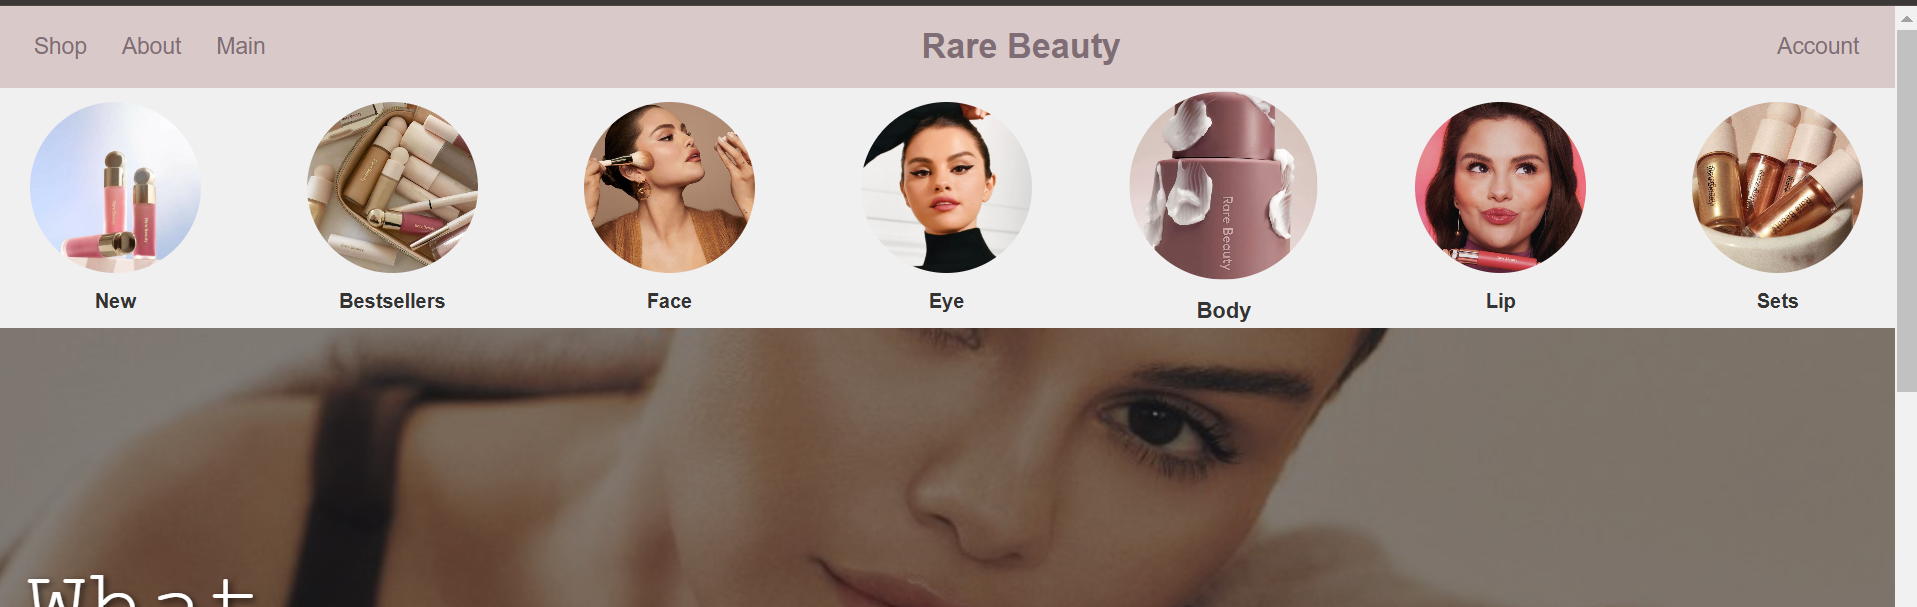 Shop About Main Rare Beauty Account
Rare Beauty
New Bestsellers Face Eye Body Lip Sets
What